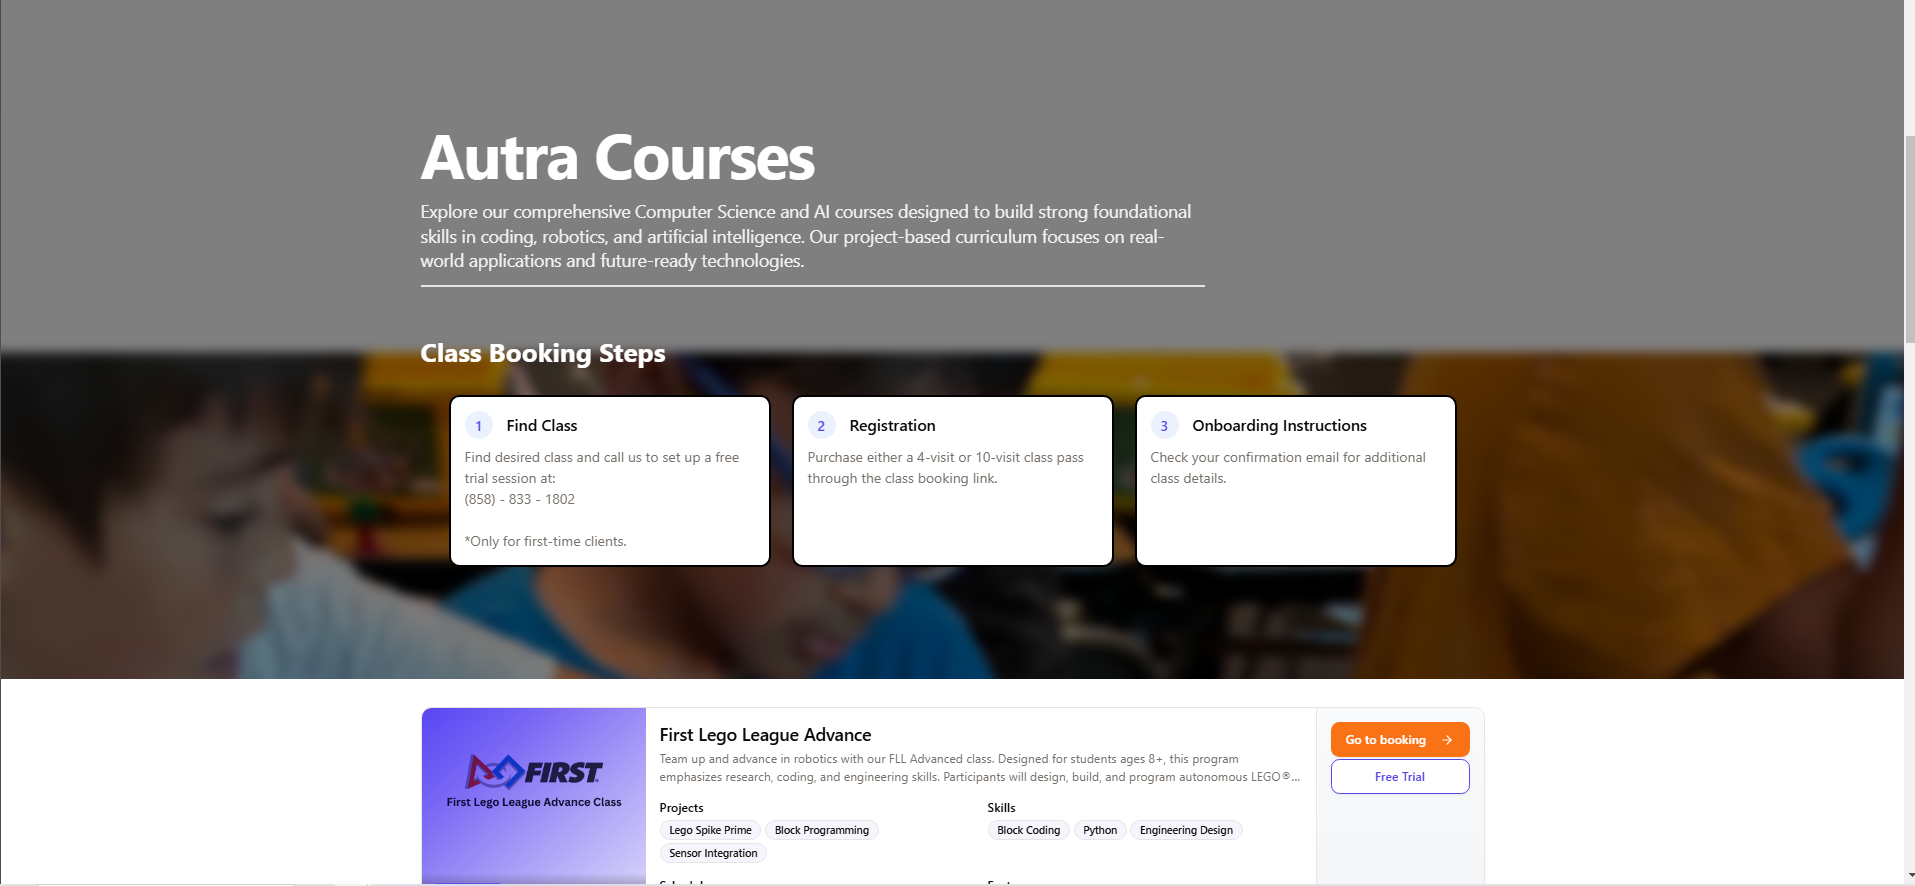 Autra Courses
Explore our comprehensive Computer Science and AI courses designed to build strong foundational
skills in coding, robotics, and artificial intelligence. Our project-based curriculum focuses on real-
world applications and future-ready technologies.
Class Booking Steps
1 Find Class
Find desired class and call us to set up a free
trial session at:
(858) - 833 - 1802
*Only for first-time clients.
2 Registration
Purchase either a 4-visit or 10-visit class pass
through the class booking link.
3 Onboarding Instructions
Check your confirmation email for additional
class details.
FIRST
First Lego League Advance Class
First Lego League Advance
Team up and advance in robotics with our FLL Advanced class. Designed for students ages 8+, this program
emphasizes research, coding, and engineering skills. Participants will design, build, and program autonomous LEGO®...
Projects
Lego Spike Prime Block Programming
Sensor Integration
Skills
Block Coding Python Engineering Design
Go to booking →
Free Trial